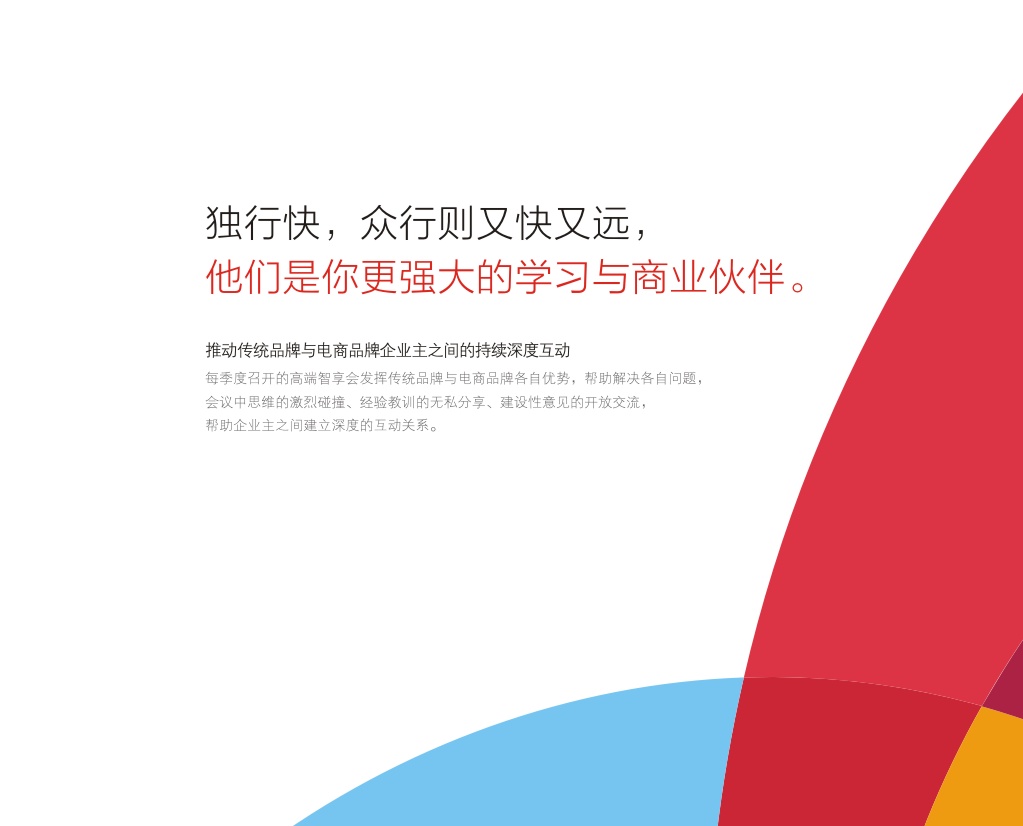 独行快，众行则又快又远，
他们是你更强大的学习与商业伙伴。
推动传统品牌与电商品牌企业主之间的持续深度互动
每季度召开的高端智享会发挥传统品牌与电商品牌各自优势，帮助解决各自问题，
会议中思维的激烈碰撞、经验教训的无私分享、建设性意见的开放交流，
帮助企业主之间建立深度的互动关系。